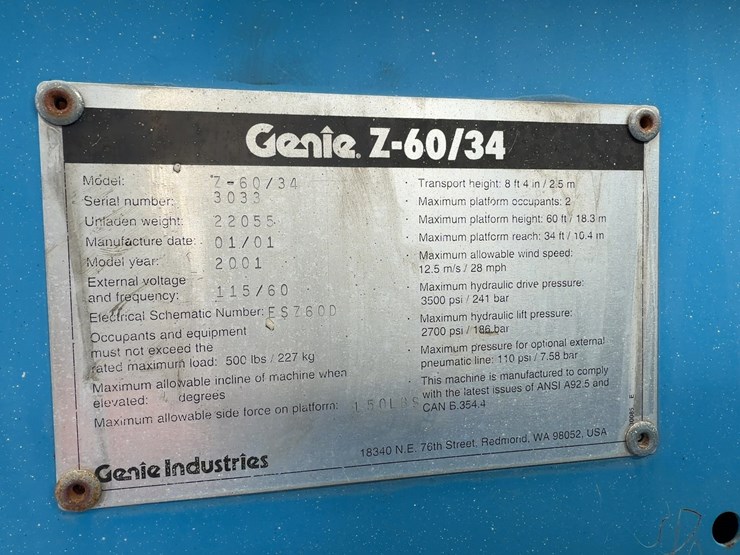 Genie Z-60/34
Model: Z-60/34
Serial number: 3033
Unladen weight: 22055
Manufacture date: 01/01
Model year: 2001
External voltage
and frequency: 115/60
Electrical Schematic Number: ESZ60D
Occupants and equipment
must not exceed the
rated maximum load: 500 lbs / 227 kg
Maximum allowable incline of machine when
elevated: degrees
Maximum allowable side force on platform:
· Transport height: 8 ft 4 in / 2.5 m
· Maximum platform occupants: 2
· Maximum platform height: 60 ft / 18.3 m
· Maximum platform reach: 34 ft / 10.4 m
· Maximum allowable wind speed:
12.5 m/s / 28 mph
· Maximum hydraulic drive pressure:
3500 psi / 241 bar
· Maximum hydraulic lift pressure:
2700 psi / 186 bar
· Maximum pressure for optional external
pneumatic line: 110 psi / 7.58 bar
· This machine is manufactured to comply
with the latest issues of ANSI A92.5 and
CAN B.354.4
Genie Industries
18340 N.E. 76th Street, Redmond, WA 98052, USA